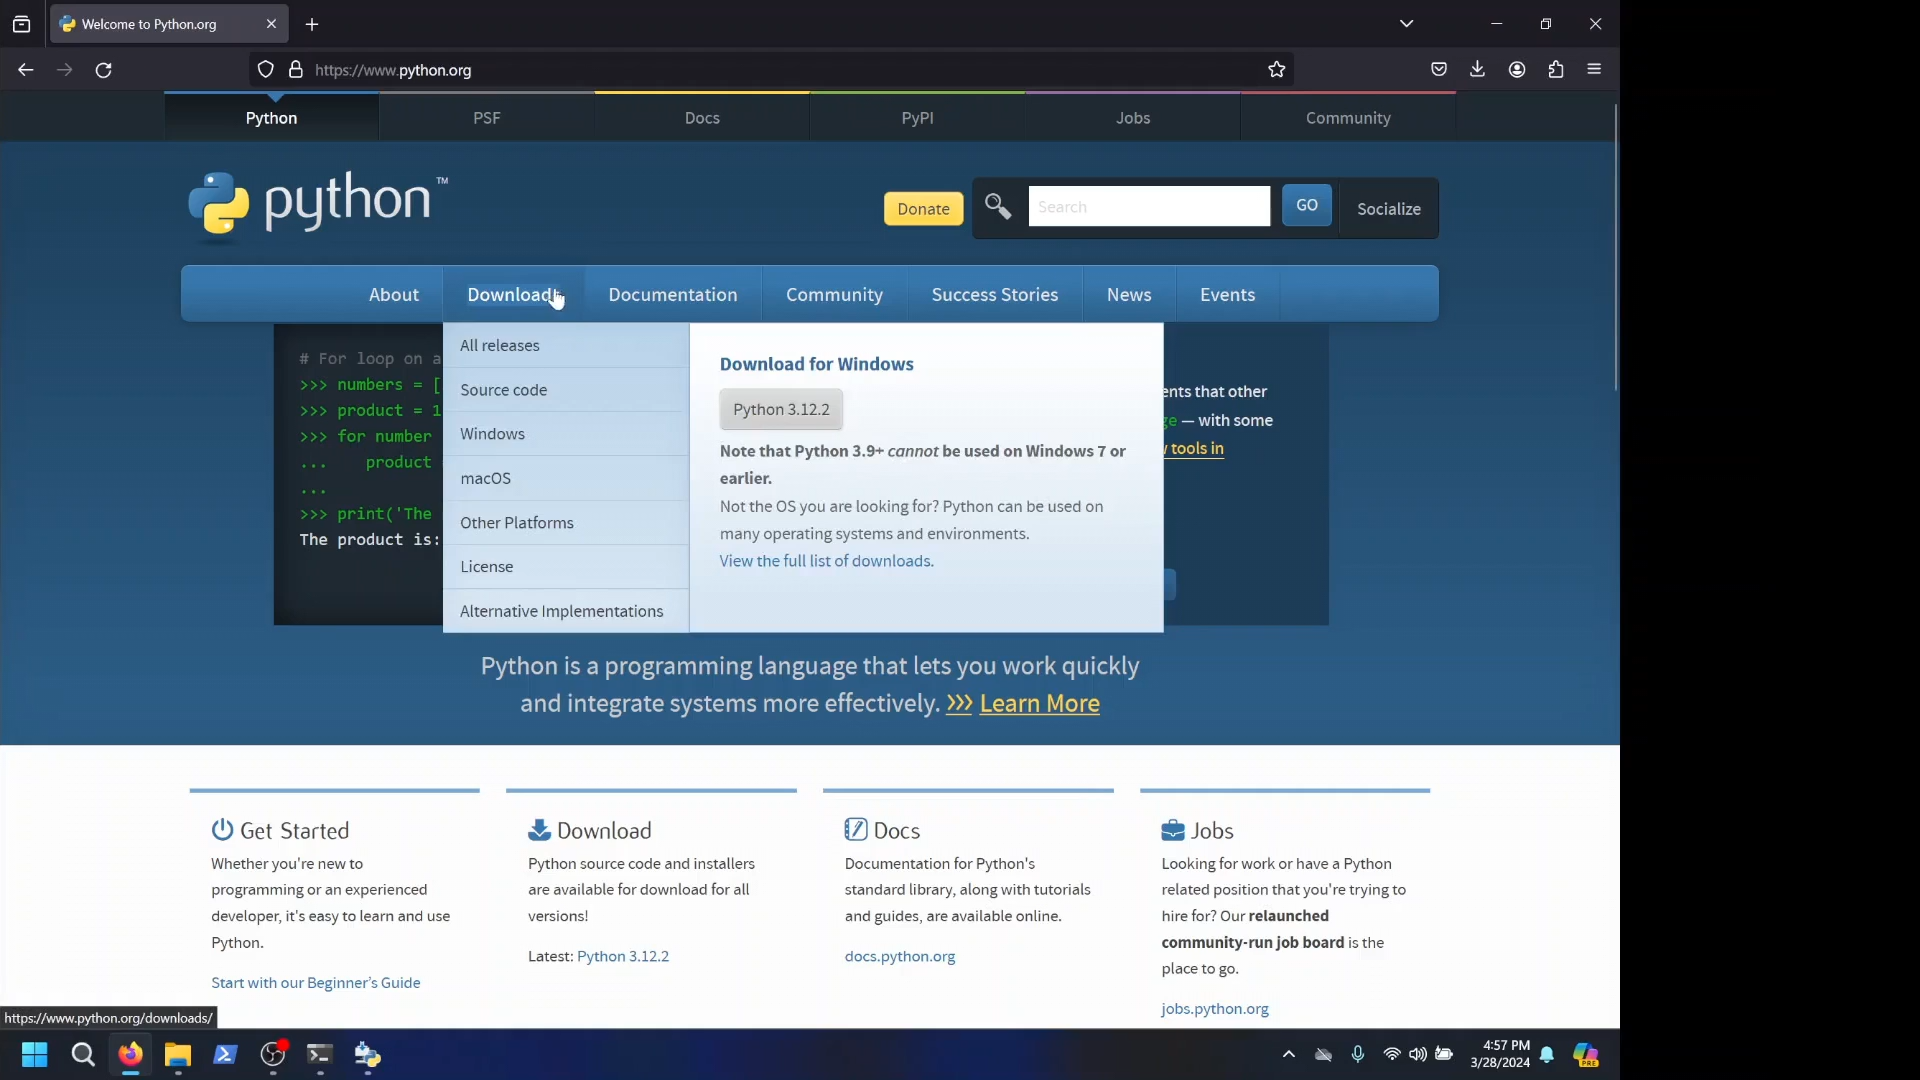 Welcome to Python.org
https://www.python.org
Python
PSF
Docs
PyPI
Jobs
Community
python™
Donate
Search
GO
Socialize
About
Downloads
Documentation
Community
Success Stories
News
Events
# For loop on a
>>> numbers = [
>>> product = 1
>>> for number
... product
...
>>> print('The
The product is:
All releases
Source code
Windows
macOS
Other Platforms
License
Alternative Implementations
Download for Windows
Python 3.12.2
Note that Python 3.9+ cannot be used on Windows 7 or
earlier.
Not the OS you are looking for? Python can be used on
many operating systems and environments.
View the full list of downloads.
ents that other
ge — with some
tools in
Python is a programming language that lets you work quickly
and integrate systems more effectively. >>> Learn More
Get Started
Whether you're new to
programming or an experienced
developer, it's easy to learn and use
Python.
Start with our Beginner's Guide
Download
Python source code and installers
are available for download for all
versions!
Latest: Python 3.12.2
Docs
Documentation for Python's
standard library, along with tutorials
and guides, are available online.
docs.python.org
Jobs
Looking for work or have a Python
related position that you're trying to
hire for? Our relaunched
community-run job board is the
place to go.
jobs.python.org
https://www.python.org/downloads/
4:57 PM
3/28/2024
PRE